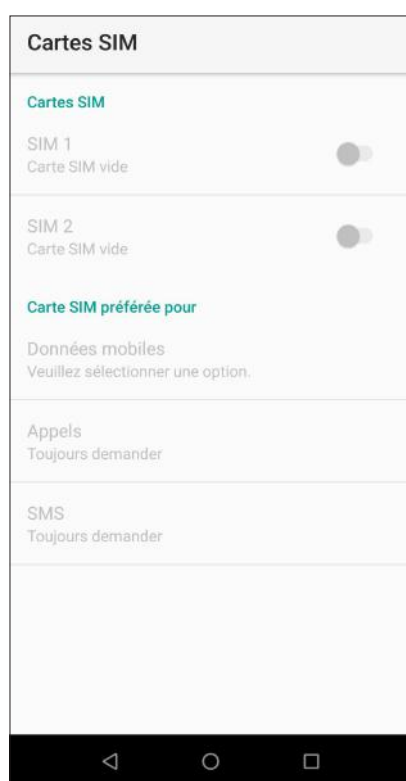 Cartes SIM
Cartes SIM
SIM 1
Carte SIM vide
SIM 2
Carte SIM vide
Carte SIM préférée pour
Données mobiles
Veuillez sélectionner une option.
Appels
Toujours demander
SMS
Toujours demander